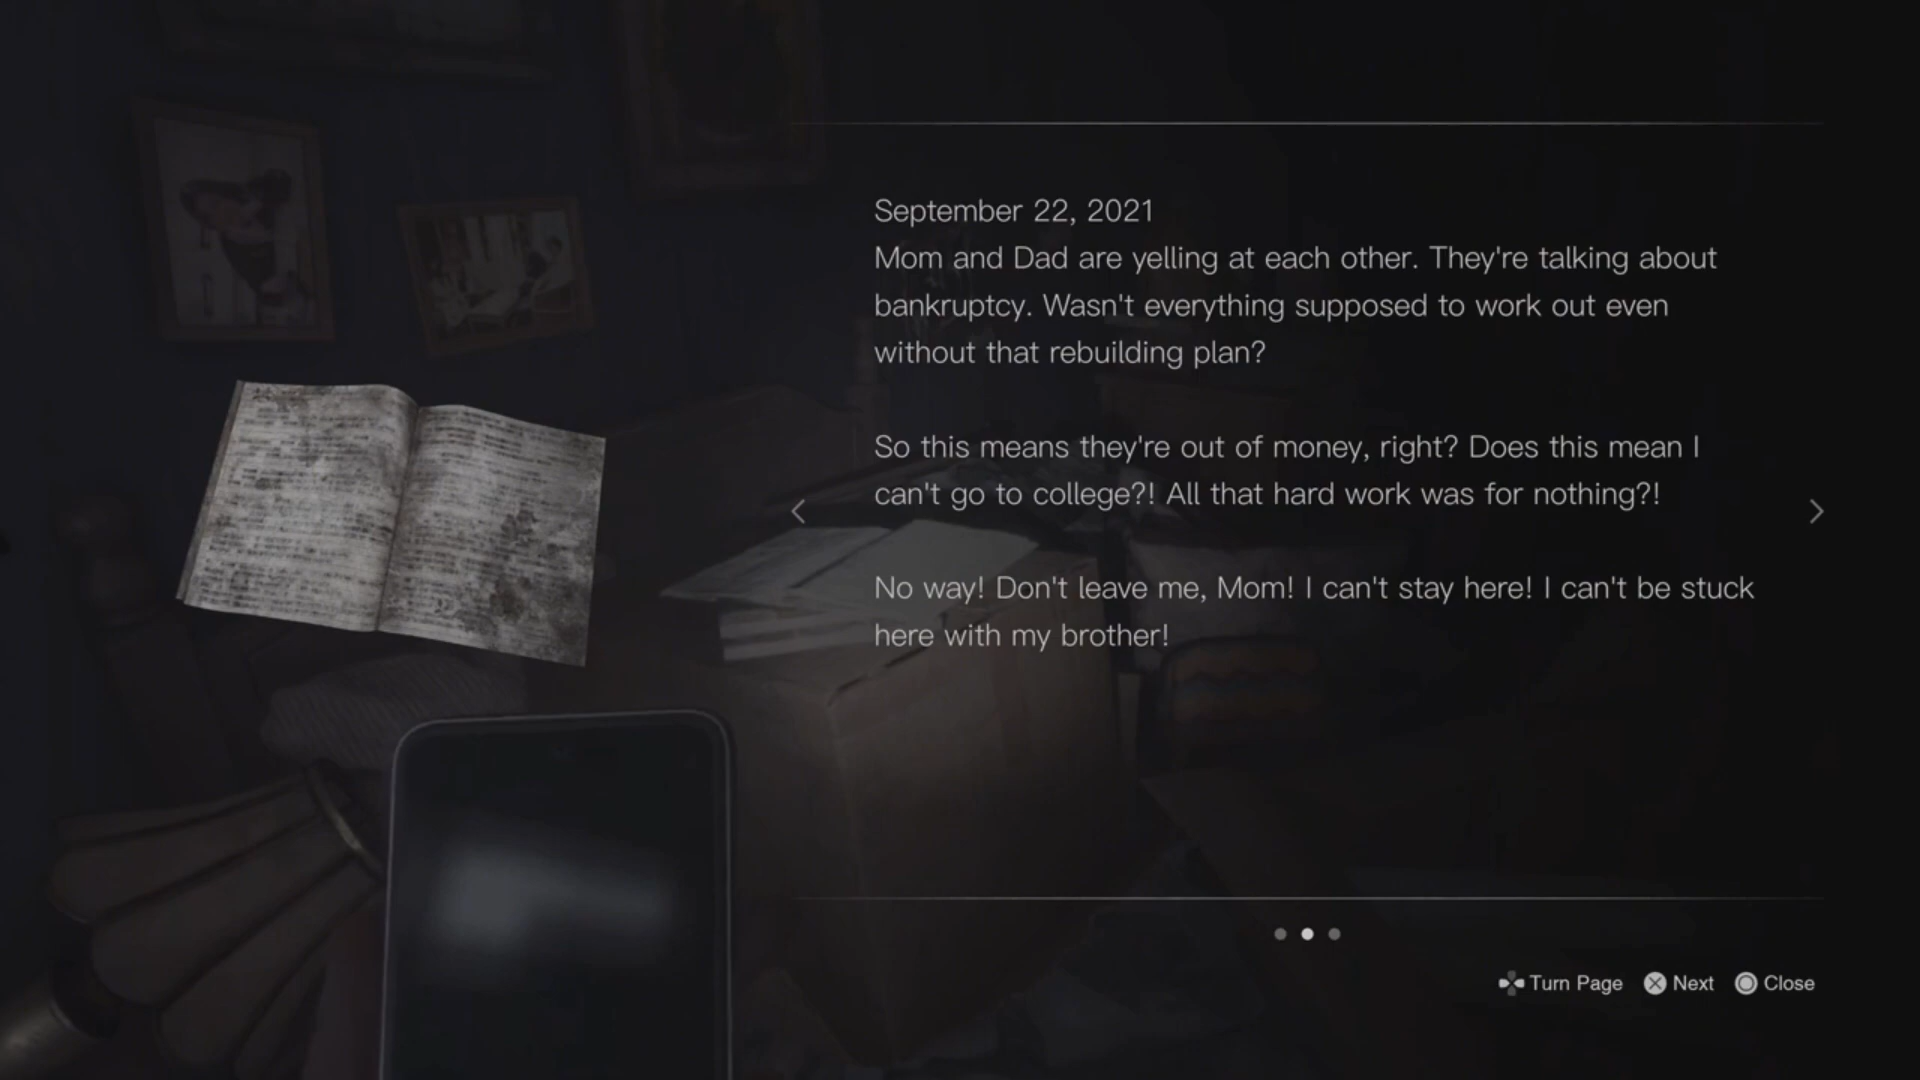 September 22, 2021
Mom and Dad are yelling at each other. They're talking about
bankruptcy. Wasn't everything supposed to work out even
without that rebuilding plan?
So this means they're out of money, right? Does this mean I
can't go to college?! All that hard work was for nothing?!
No way! Don't leave me, Mom! I can't stay here! I can't be stuck
here with my brother!
Turn Page Next Close